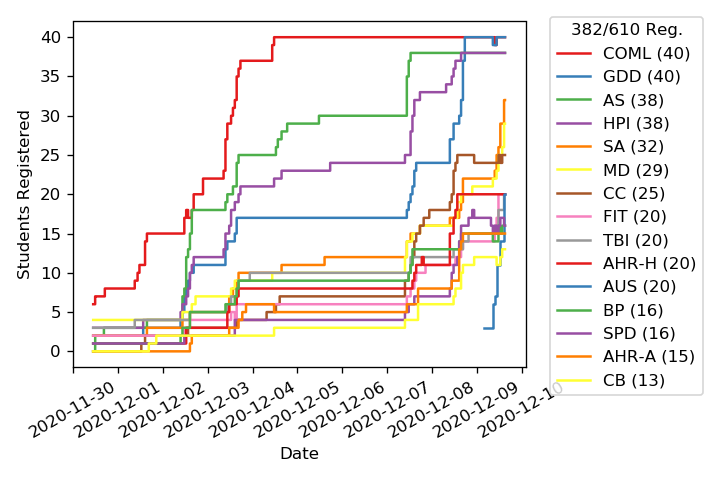 382/610 Reg.
COML (40)
GDD (40)
AS (38)
HPI (38)
SA (32)
MD (29)
CC (25)
FIT (20)
TBI (20)
AHR-H (20)
AUS (20)
BP (16)
SPD (16)
AHR-A (15)
CB (13)
Students Registered
40
35
30
25
20
15
10
5
0
2020-11-30
2020-12-01
2020-12-02
2020-12-03
2020-12-04
2020-12-05
2020-12-06
2020-12-07
2020-12-08
2020-12-09
2020-12-10
Date